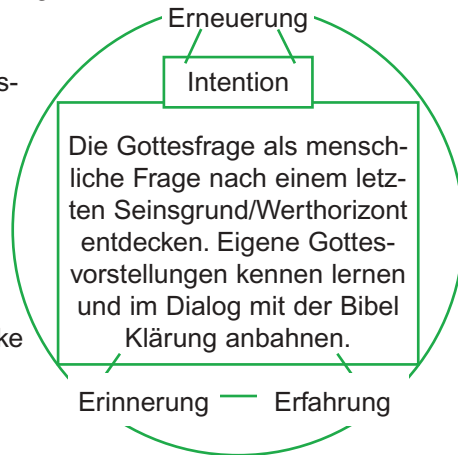 Erneuerung
Intention
s-
Die Gottesfrage als mensch-
liche Frage nach einem letz-
ten Seinsgrund/Werthorizont
entdecken. Eigene Gottes-
vorstellungen kennen lernen
und im Dialog mit der Bibel
Klärung anbahnen.
ke
Erinnerung — Erfahrung